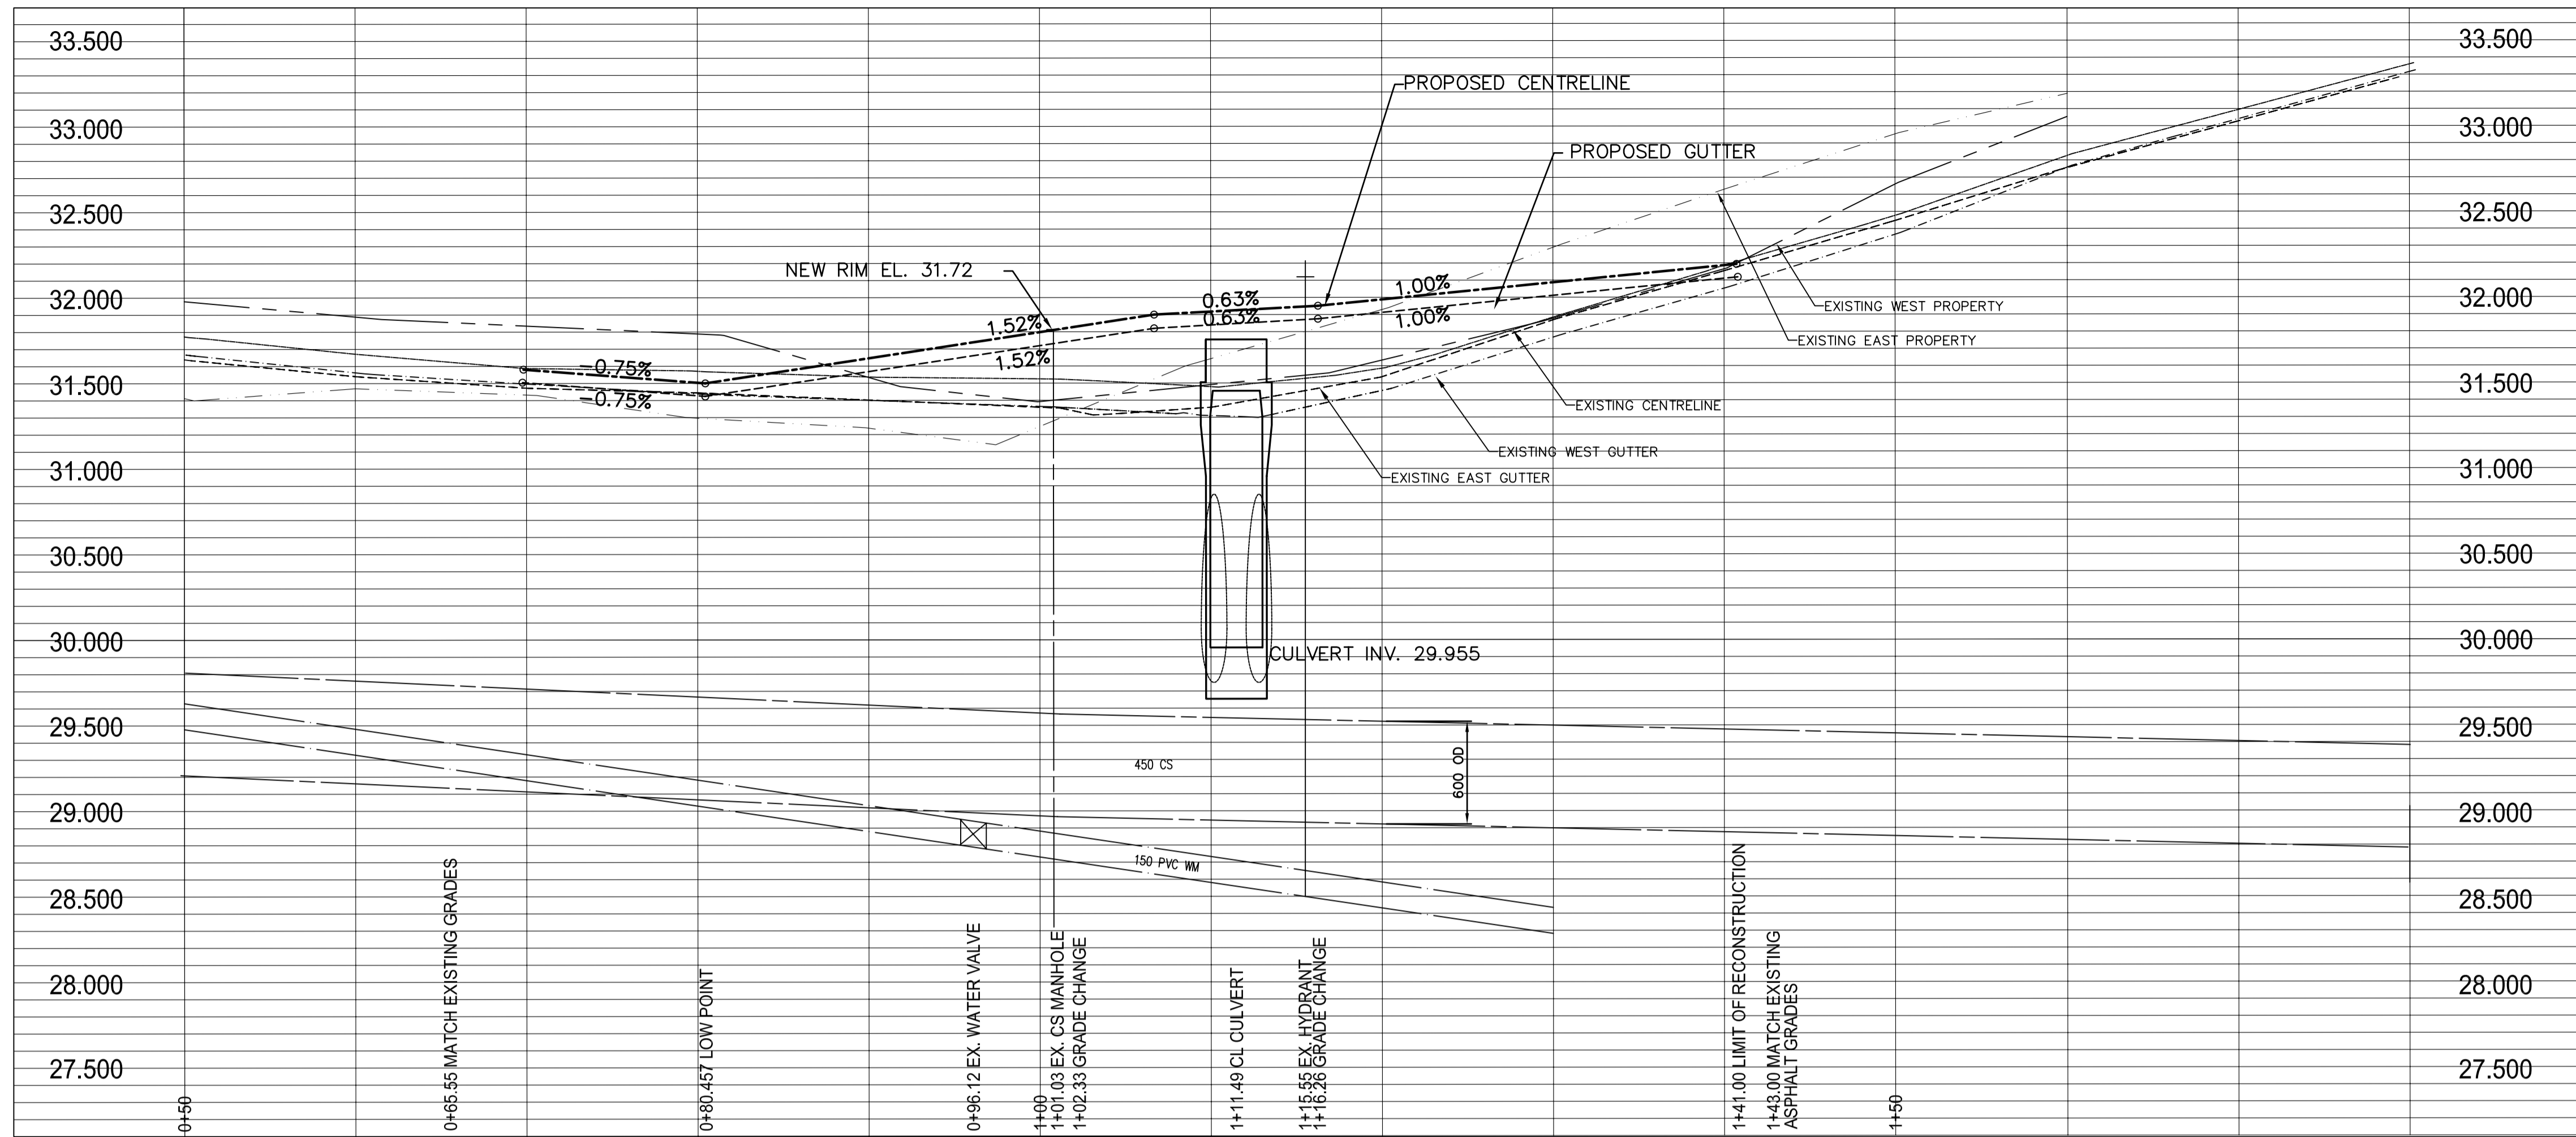 33.500
33.500
PROPOSED CENTRELINE
33.000
33.000
PROPOSED GUTTER
32.500
32.500
NEW RIM EL. 31.72
32.000
0.63%
1.00%
32.000
EXISTING WEST PROPERTY
1.52%
0.63%
1.00%
EXISTING EAST PROPERTY
-0.75%
1.52%
31.500
31.500
-0.75%
EXISTING CENTRELINE
EXISTING WEST GUTTER
31.000
31.000
EXISTING EAST GUTTER
30.500
30.500
30.000
30.000
CULVERT INV. 29.955
29.500
29.500
450 CS
600 OD
29.000
29.000
150 PVC WM
28.500
28.500
28.000
28.000
27.500
27.500
0+50
0+65.55 MATCH EXISTING GRADES
0+80.457 LOW POINT
0+96.12 EX. WATER VALVE
1+00
1+01.03 EX. CS MANHOLE
1+02.33 GRADE CHANGE
1+11.49 CL CULVERT
1+15.55 EX. HYDRANT
1+16.26 GRADE CHANGE
1+41.00 LIMIT OF RECONSTRUCTION
1+43.00 MATCH EXISTING
ASPHALT GRADES
1+50